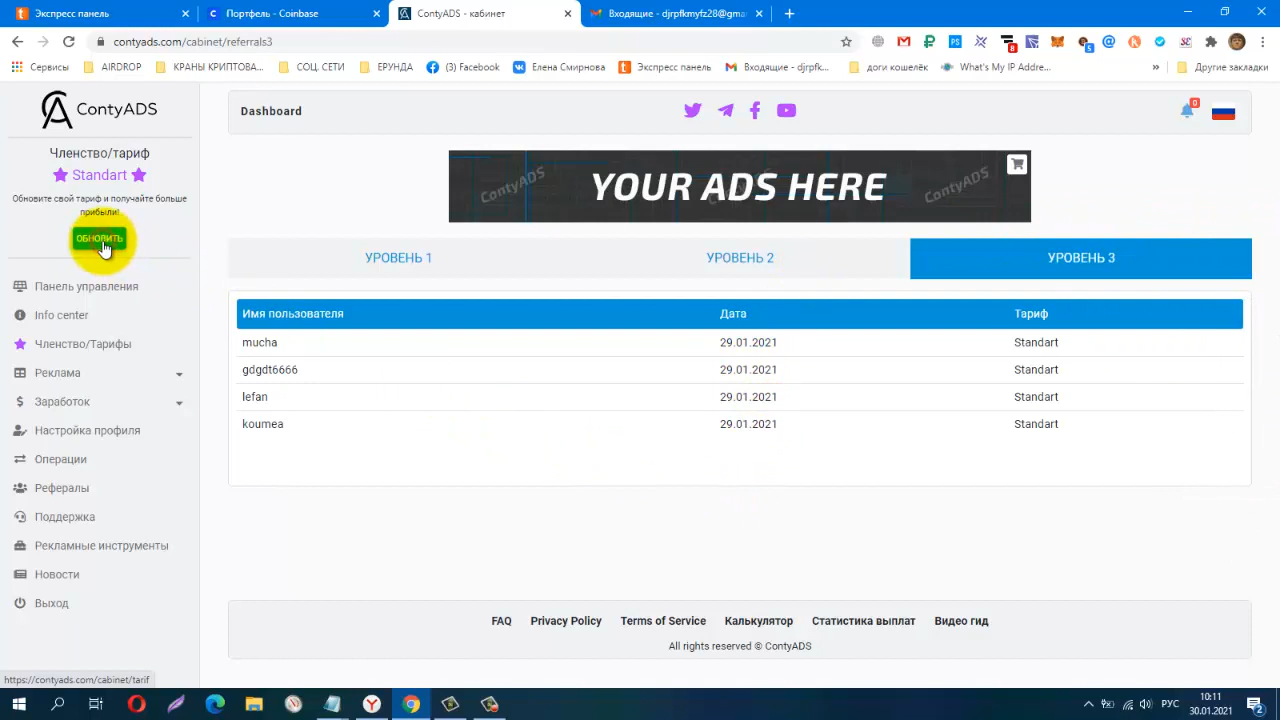 Экспресс панель
Портфель - Coinbase
ContyADS - кабинет
Входящие - djrpfkmyfz28@gma
contyads.com/cabinet/referrals3
Сервисы
AIRDROP
КРАНЫ КРИПТОВА...
СОЦ. СЕТИ
ЕРУНДА
(3) Facebook
Елена Смирнова
Экспресс панель
Входящие - djrpfk...
доги кошелёк
What's My IP Addre...
»
Другие закладки
ContyADS
Членство/тариф
Standart
Обновите свой тариф и получайте больше
прибыли!
ОБНОВИТЬ
Панель управления
Info center
Членство/Тарифы
Реклама
Заработок
Настройка профиля
Операции
Рефералы
Поддержка
Рекламные инструменты
Новости
Выход
Dashboard
0
ContyADS
YOUR ADS HERE
ContyADS
УРОВЕНЬ 1
УРОВЕНЬ 2
УРОВЕНЬ 3
Имя пользователя
Дата
Тариф
mucha
29.01.2021
Standart
gdgdt6666
29.01.2021
Standart
lefan
29.01.2021
Standart
koumea
29.01.2021
Standart
FAQ
Privacy Policy
Terms of Service
Калькулятор
Статистика выплат
Видео гид
All rights reserved © ContyADS
https://contyads.com/cabinet/tarif
РУС
10:11
30.01.2021
2